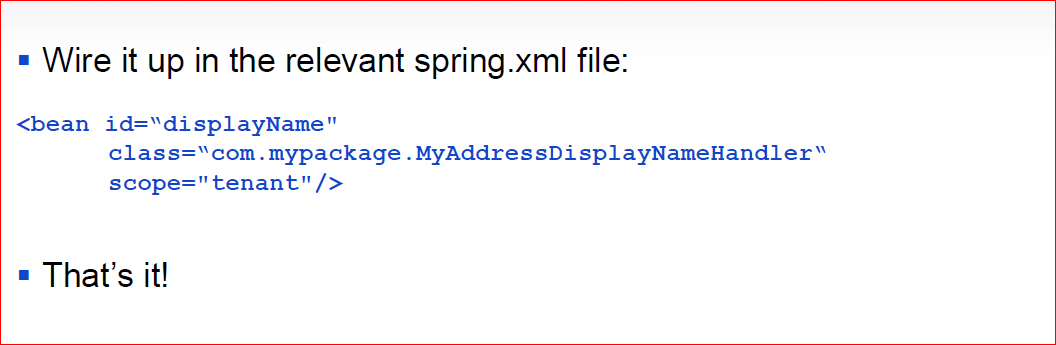 ▪ Wire it up in the relevant spring.xml file:
<bean id=“displayName"
class=“com.mypackage.MyAddressDisplayNameHandler“
scope="tenant"/>
▪ That’s it!